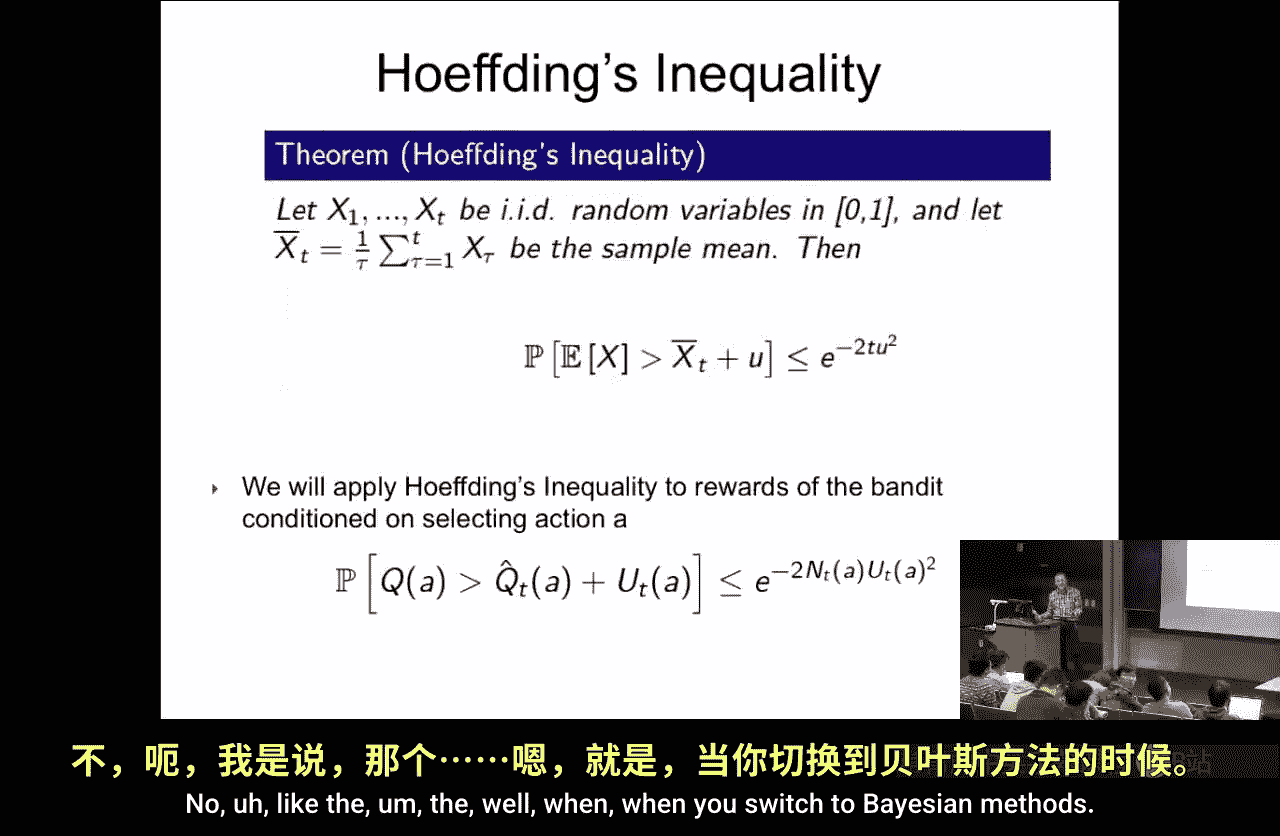 Hoeffding's Inequality
Theorem (Hoeffding's Inequality)
Let X₁, ..., Xₜ be i.i.d. random variables in [0,1], and let
X̅ₜ = 1/τ ∑ᵗ_{τ=1} X_τ be the sample mean. Then
ℙ [𝔼 [X] > X̅ₜ + u] ≤ e^{−2tu²}
We will apply Hoeffding's Inequality to rewards of the bandit
conditioned on selecting action a
ℙ [Q(a) > Q̂ₜ(a) + Uₜ(a)] ≤ e^{−2Nₜ(a)Uₜ(a)²}
不，呃，我是说，那个……嗯，就是，当你切换到贝叶斯方法的时候。
No, uh, like the, um, the, well, when, when you switch to Bayesian methods.